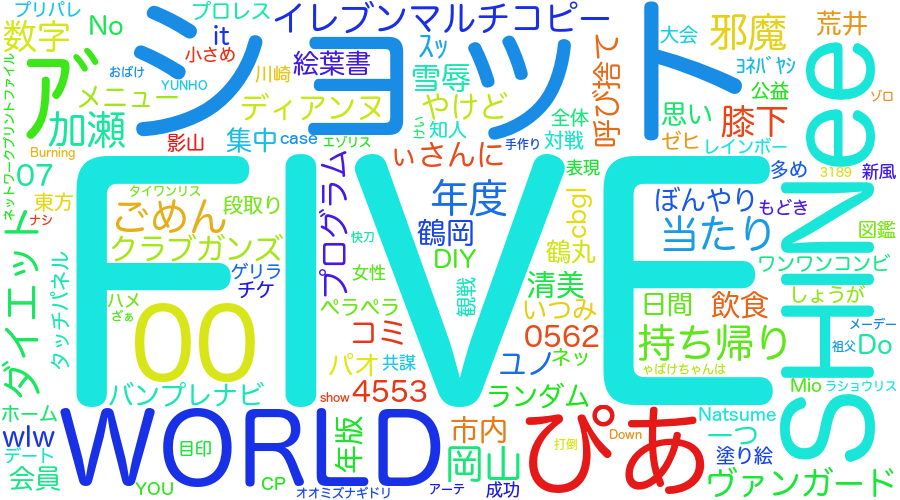 プリパレ
プロレス
イレブンマルチコピー
数字
No
it
小さめ
スッ
て
大会
邪魔
荒井
ショット
絵葉書
川崎
雪辱
呼び捨て
ヨネバヤシ
おばけ
YUNHO
メニュー
ディアンヌ
やけど
公益
ゾロ
ア゛
加瀬
集中
case
エゾリス
けい
知人
全体
対戦
思い
膝下
ゼヒ
レインボー
手作り
影山
Burning
ネットワークプリントファイル
07
東方
ナシ
タイワンリス
ごめん
段取り
クラブガンズ
プログラム
快刀
女性
FIVE
ぃさんに
年度
鶴岡
DIY
観戦
cbgl
鶴丸
清美
いつみ
表現
多め
3189
新風
ぼんやり
もどき
当たり
図鑑
ワンワンコンビ
SHINee
ダイエット
タッチパネル
ゲリラ
チケ
ハメ
ざぁ
00
ペラペラ
コミ
0562
日間
飲食
しょうが
持ち帰り
メーデー
祖父
Do
パオ
共謀
ユノ
ネッ
ゃばけちゃんは
バンプレナビ
show
4553
ランダム
Mio
ラショウリス
ホーム
wlw
デート
会員
WORLD
目印
年版
市内
岡山
ぴあ
打倒
Down
Natsume
一つ
塗り絵
ヴァンガード
YOU
CP
オオミズナギドリ
アーテ
成功